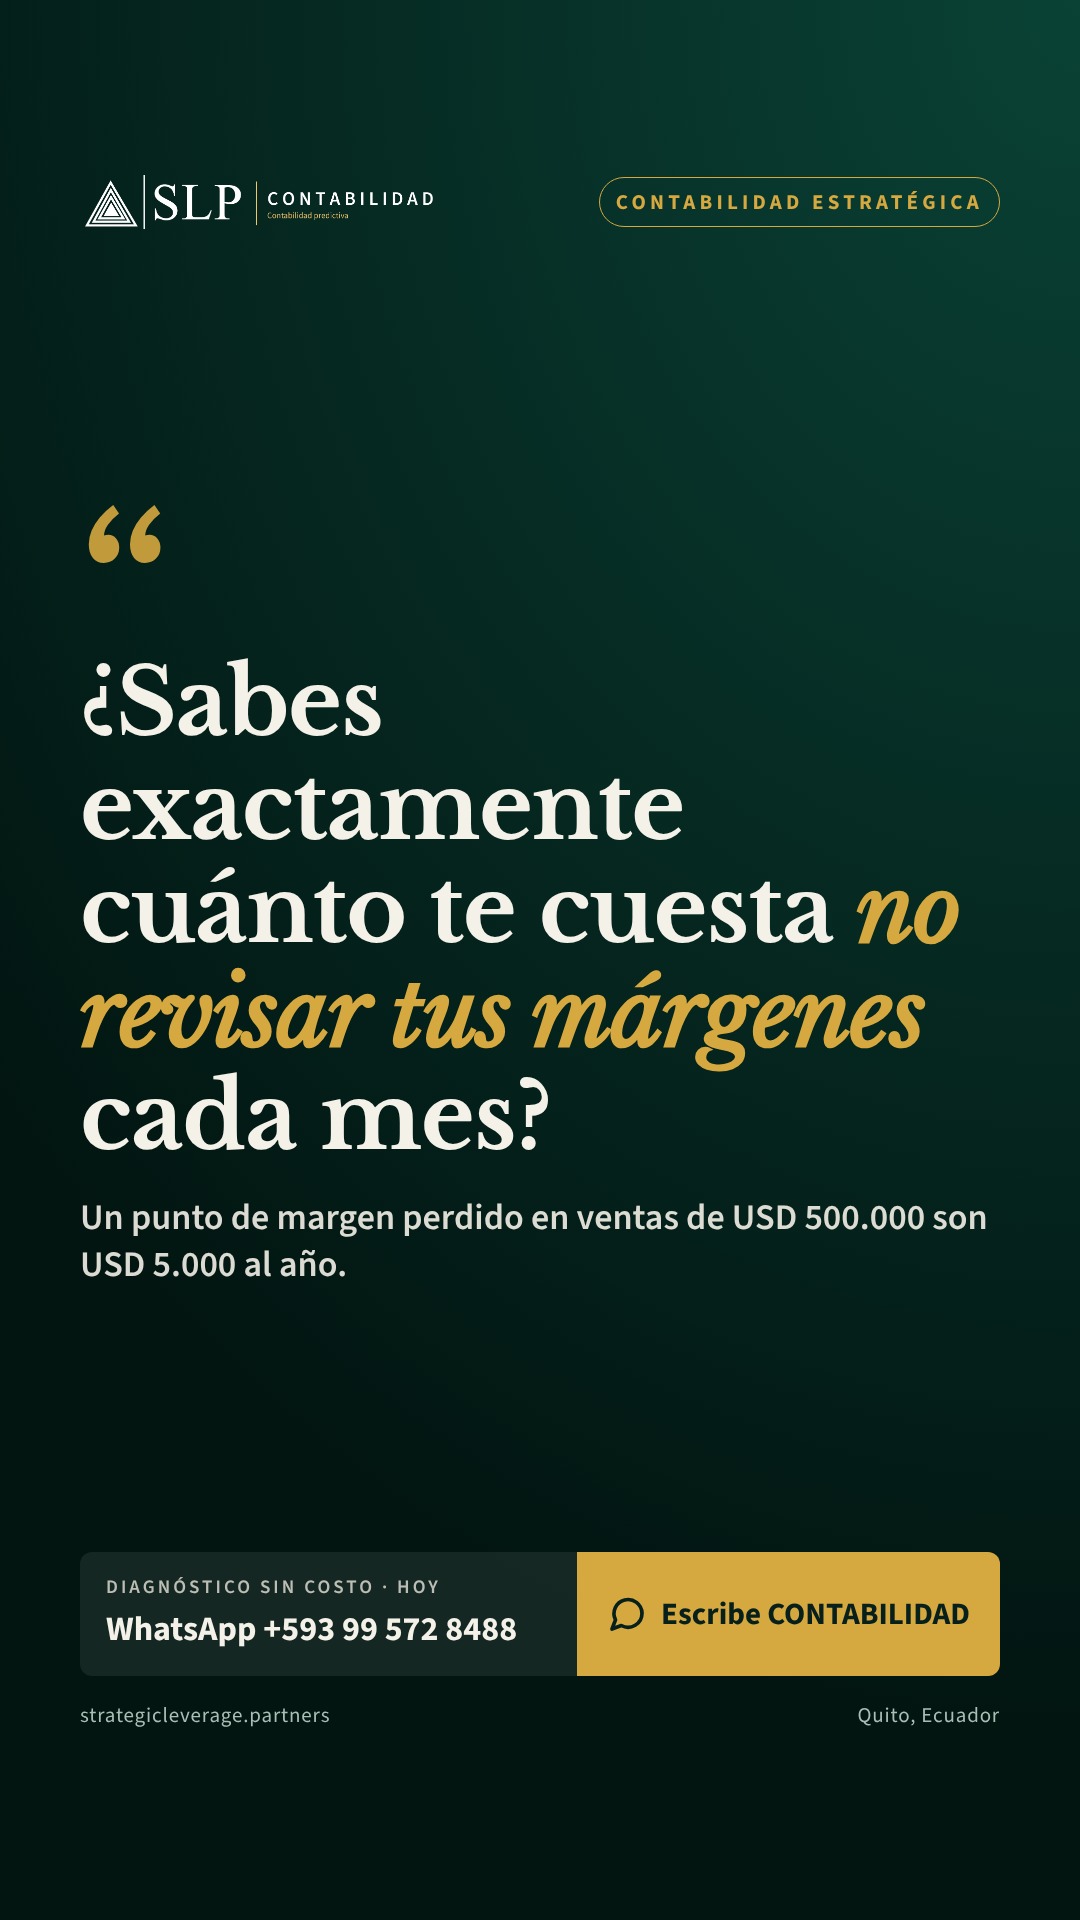 SLP
CONTABILIDAD
Contabilidad predictiva
CONTABILIDAD ESTRATÉGICA
“
¿Sabes
exactamente
cuánto te cuesta no
revisar tus márgenes
cada mes?
Un punto de margen perdido en ventas de USD 500.000 son
USD 5.000 al año.
DIAGNÓSTICO SIN COSTO · HOY
WhatsApp +593 99 572 8488
Escribe CONTABILIDAD
strategicleverage.partners
Quito, Ecuador